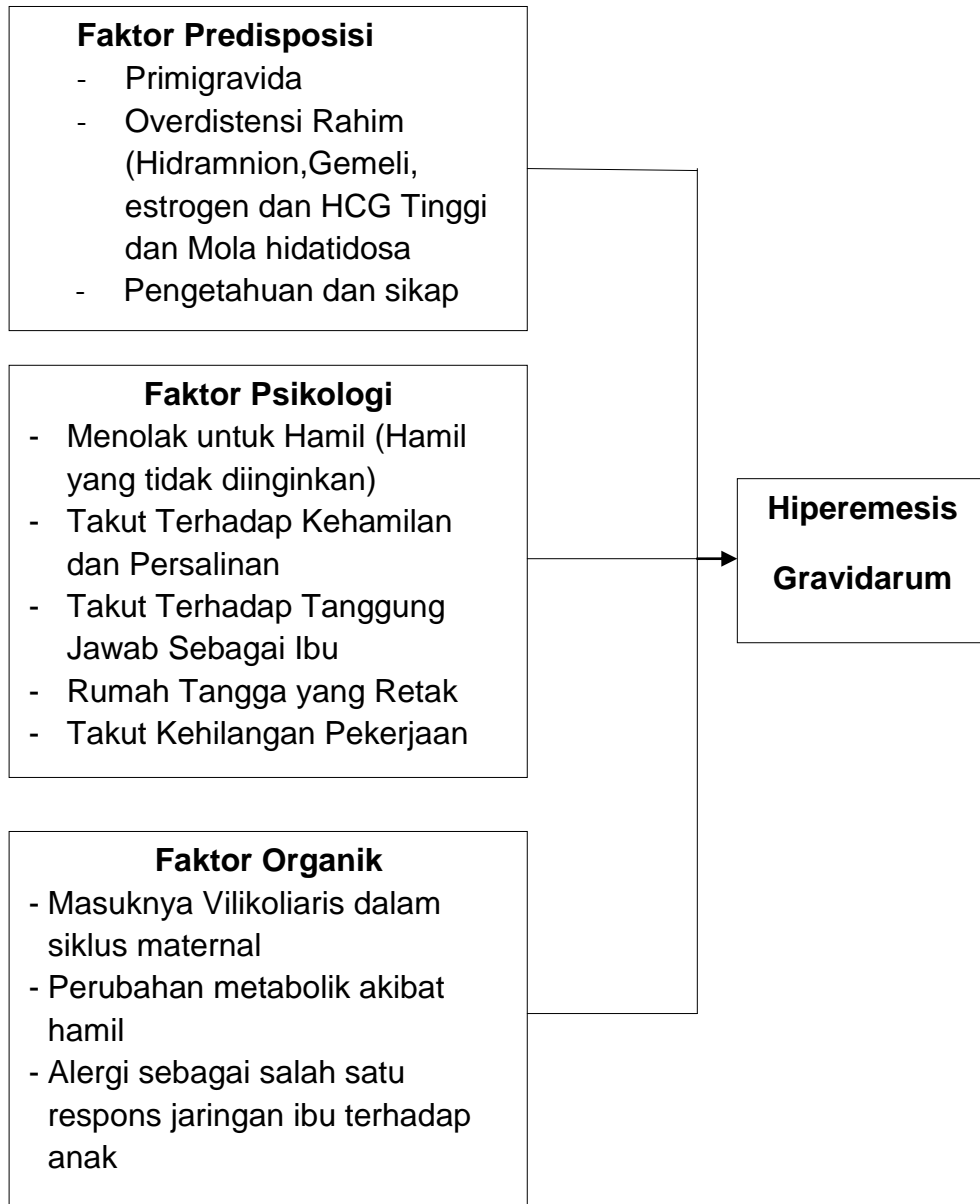 Faktor Predisposisi
- Primigravida
- Overdistensi Rahim
(Hidramnion,Gemeli,
estrogen dan HCG Tinggi
dan Mola hidatidosa
- Pengetahuan dan sikap
Faktor Psikologi
- Menolak untuk Hamil (Hamil
yang tidak diinginkan)
- Takut Terhadap Kehamilan
dan Persalinan
- Takut Terhadap Tanggung
Jawab Sebagai Ibu
- Rumah Tangga yang Retak
- Takut Kehilangan Pekerjaan
Hiperemesis
Gravidarum
Faktor Organik
- Masuknya Vilikoliaris dalam
siklus maternal
- Perubahan metabolik akibat
hamil
- Alergi sebagai salah satu
respons jaringan ibu terhadap
anak